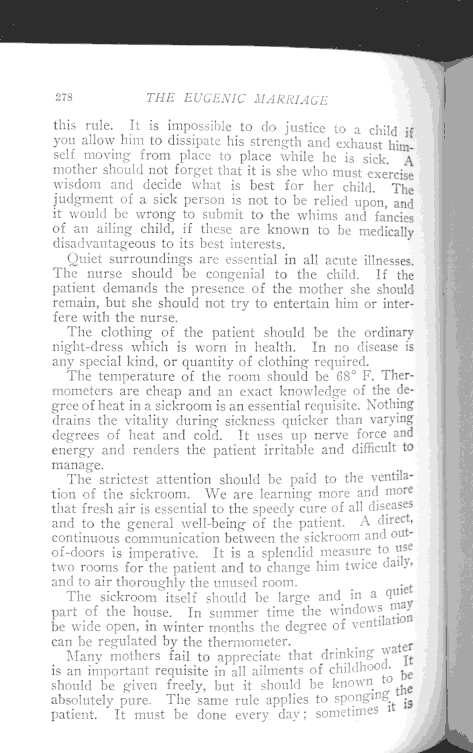 278 THE EUGENIC MARRIAGE
this rule. It is impossible to do justice to a child if
you allow him to dissipate his strength and exhaust him-
self moving from place to place while he is sick. A
mother should not forget that it is she who must exercise
wisdom and decide what is best for her child. The
judgment of a sick person is not to be relied upon, and
it would be wrong to submit to the whims and fancies
of an ailing child, if these are known to be medically
disadvantageous to its best interests.
Quiet surroundings are essential in all acute illnesses.
The nurse should be congenial to the child. If the
patient demands the presence of the mother she should
remain, but she should not try to entertain him or inter-
fere with the nurse.
The clothing of the patient should be the ordinary
night-dress which is worn in health. In no disease is
any special kind, or quantity of clothing required.
The temperature of the room should be 68° F. Ther-
mometers are cheap and an exact knowledge of the de-
gree of heat in a sickroom is an essential requisite. Nothing
drains the vitality during sickness quicker than varying
degrees of heat and cold. It uses up nerve force and
energy and renders the patient irritable and difficult to
manage.
The strictest attention should be paid to the ventila-
tion of the sickroom. We are learning more and more
that fresh air is essential to the speedy cure of all diseases
and to the general well-being of the patient. A direct,
continuous communication between the sickroom and out-
of-doors is imperative. It is a splendid measure to use
two rooms for the patient and to change him twice daily,
and to air thoroughly the unused room.
The sickroom itself should be large and in a quiet
part of the house. In summer time the windows may
be wide open, in winter months the degree of ventilation
can be regulated by the thermometer.
Many mothers fail to appreciate that drinking water
is an important requisite in all ailments of childhood. It
should be given freely, but it should be known to be
absolutely pure. The same rule applies to sponging the
patient. It must be done every day; sometimes it is